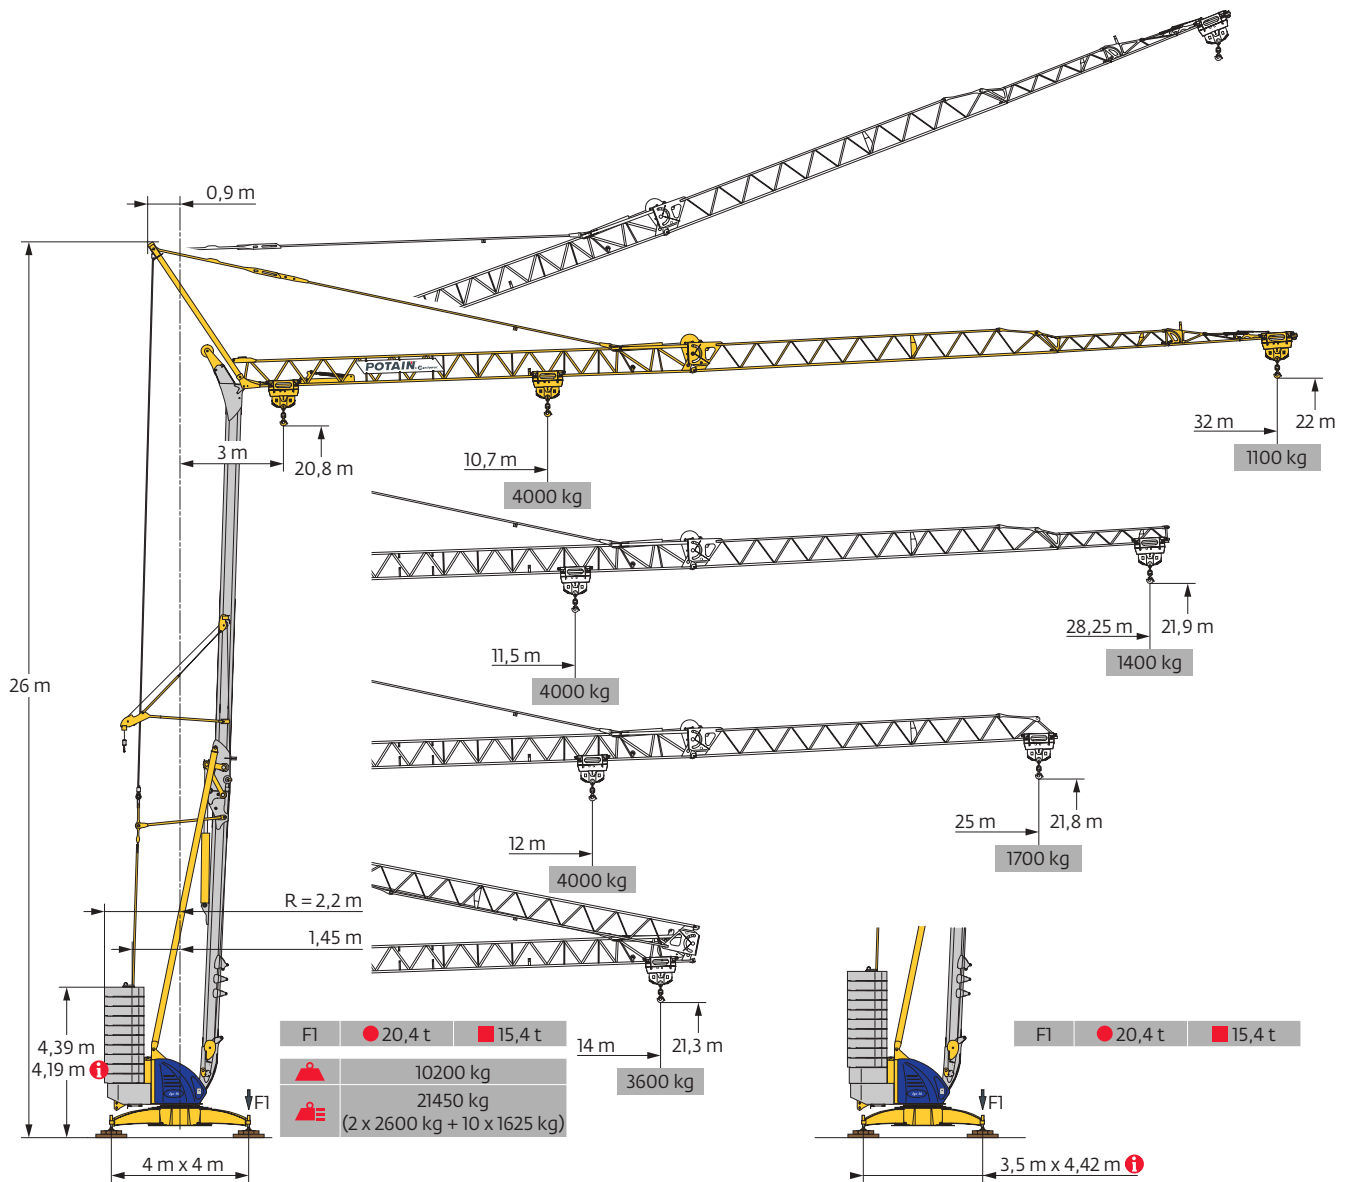 0,9 m
26 m
POTAIN
3 m
20,8 m
10,7 m
4000 kg
32 m
22 m
1100 kg
11,5 m
4000 kg
28,25 m
21,9 m
1400 kg
12 m
4000 kg
25 m
21,8 m
1700 kg
R = 2,2 m
1,45 m
14 m
21,3 m
3600 kg
4,39 m
4,19 m i
F1
4 m x 4 m
F1 20,4 t 15,4 t
10200 kg
21450 kg
(2 x 2600 kg + 10 x 1625 kg)
F1 20,4 t 15,4 t
F1
3,5 m x 4,42 m i